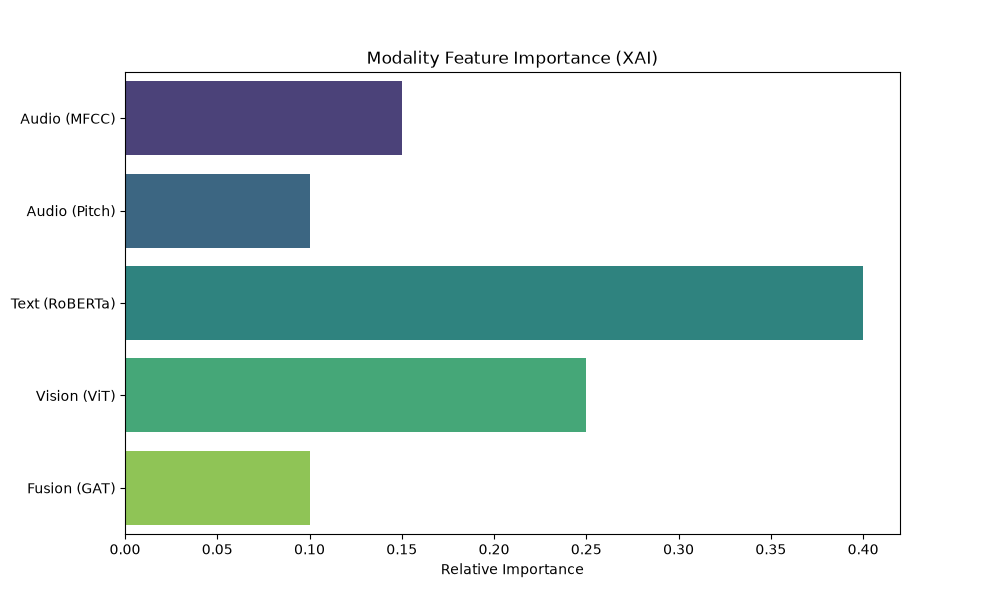 Modality Feature Importance (XAI)
Audio (MFCC)
Audio (Pitch)
Text (RoBERTa)
Vision (ViT)
Fusion (GAT)
0.00 0.05 0.10 0.15 0.20 0.25 0.30 0.35 0.40
Relative Importance